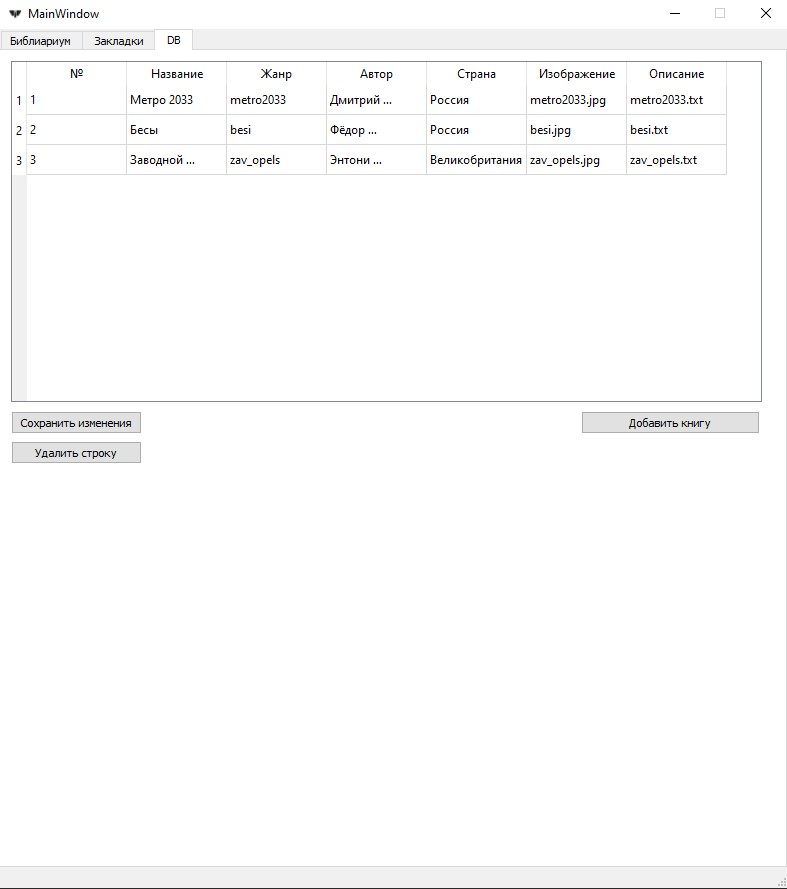 MainWindow
Библиариум Закладки DB
№ Название Жанр Автор Страна Изображение Описание
1 1 Метро 2033 metro2033 Дмитрий ... Россия metro2033.jpg metro2033.txt
2 2 Бесы besi Фёдор ... Россия besi.jpg besi.txt
3 3 Заводной ... zav_opels Энтони ... Великобритания zav_opels.jpg zav_opels.txt
Сохранить изменения Добавить книгу
Удалить строку